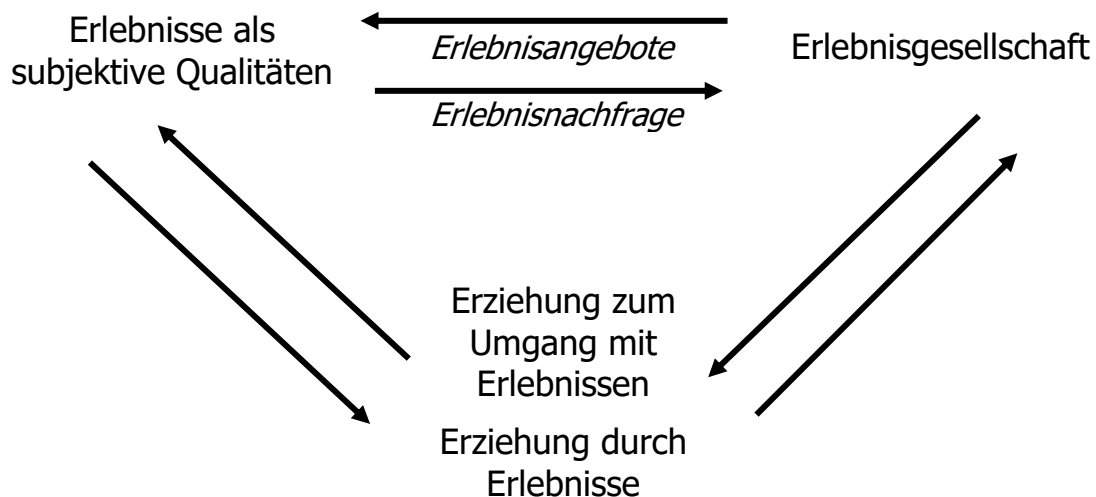 Erlebnisse als
subjektive Qualitäten
Erlebnisangebote
Erlebnisnachfrage
Erlebnisgesellschaft
Erziehung zum
Umgang mit
Erlebnissen
Erziehung durch
Erlebnisse